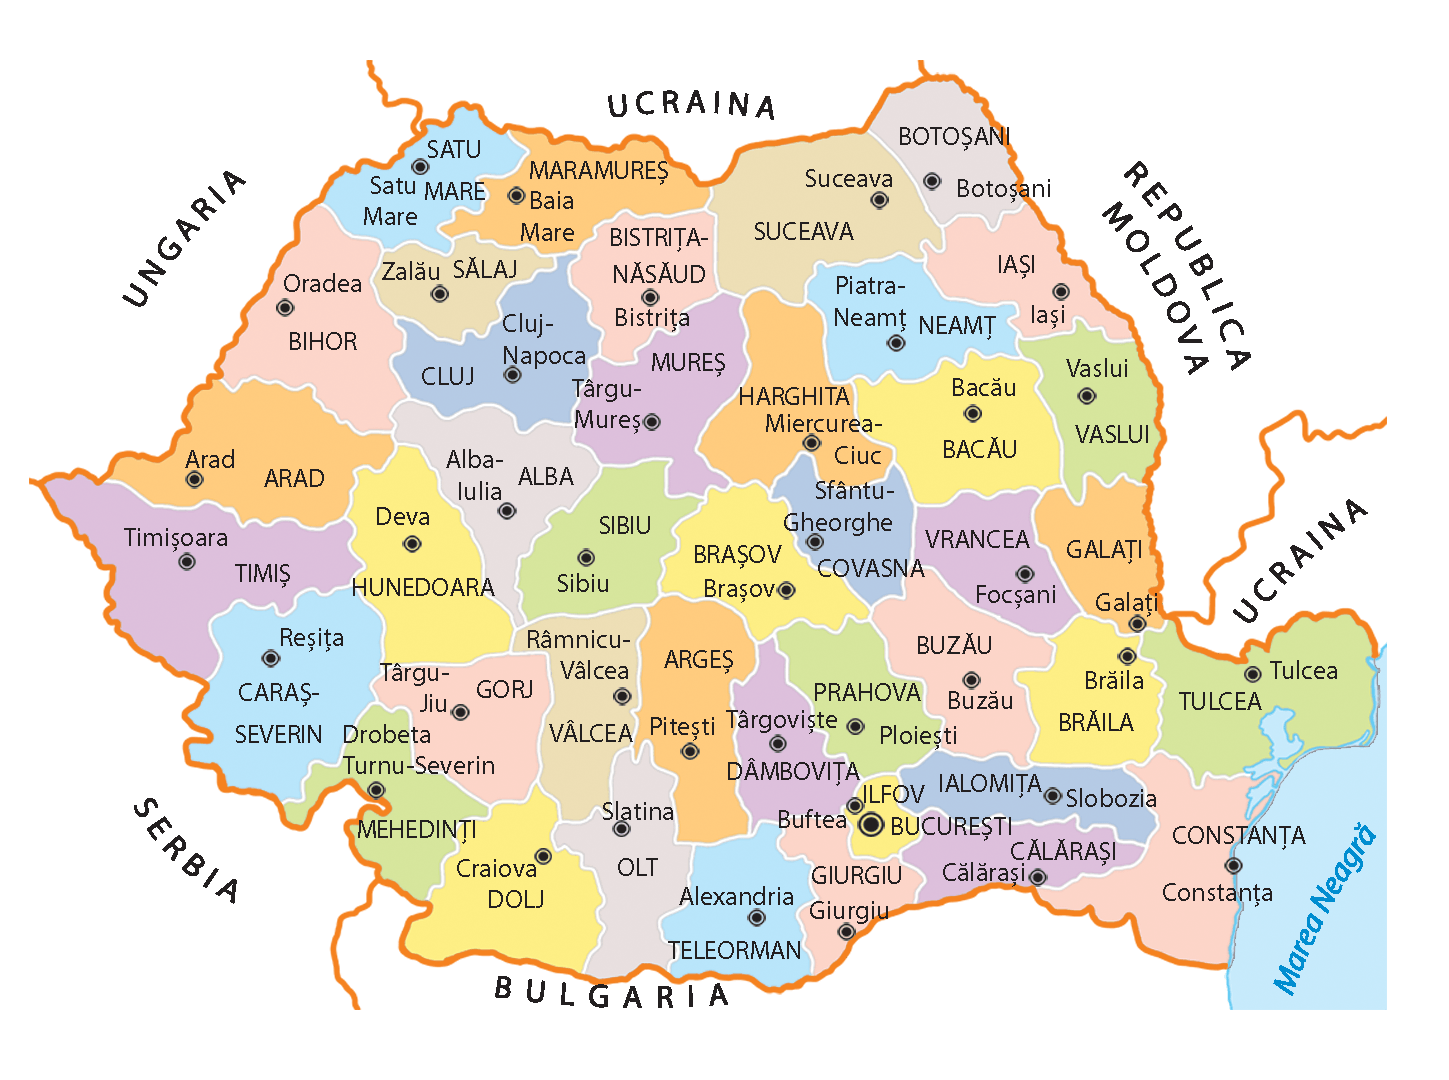 UCRAINA
UNGARIA
REPUBLICA
MOLDOVA
UCRAINA
SERBIA
BULGARIA
Marea Neagră
SATU
MARE
Satu
Mare
MARAMUREȘ
Baia
Mare
BOTOȘANI
Botoșani
Suceava
SUCEAVA
BISTRIȚA-
NĂSĂUD
Bistrița
Zalău
SĂLAJ
Oradea
BIHOR
Cluj-
Napoca
CLUJ
IAȘI
Iași
Piatra-
Neamț
NEAMȚ
MUREȘ
Târgu-
Mureș
HARGHITA
Miercurea-
Ciuc
Bacău
BACĂU
Vaslui
VASLUI
Arad
ARAD
Alba-
Iulia
ALBA
Timișoara
TIMIȘ
Deva
HUNEDOARA
SIBIU
Sibiu
BRAȘOV
Brașov
Sfântu-
Gheorghe
COVASNA
VRANCEA
Focșani
GALAȚI
Galați
Reșița
CARAȘ-
SEVERIN
Târgu-
Jiu
GORJ
Râmnicu-
Vâlcea
VÂLCEA
ARGEȘ
Pitești
Târgoviște
DÂMBOVIȚA
PRAHOVA
Ploiești
BUZĂU
Buzău
Brăila
BRĂILA
Tulcea
TULCEA
Drobeta
Turnu-Severin
MEHEDINȚI
Craiova
DOLJ
Slatina
OLT
Alexandria
TELEORMAN
Buftea
ILFOV
BUCUREȘTI
GIURGIU
Giurgiu
IALOMIȚA
Slobozia
CĂLĂRAȘI
Călărași
CONSTANȚA
Constanța